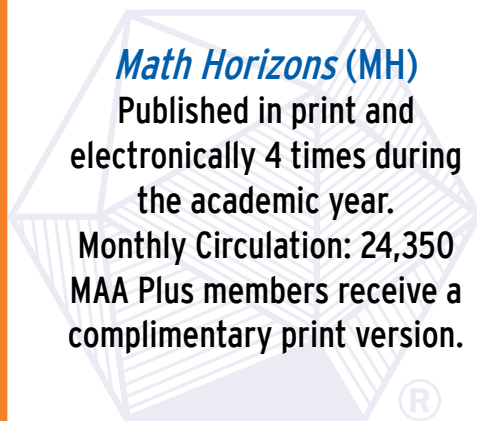 Math Horizons (MH)
Published in print and
electronically 4 times during
the academic year.
Monthly Circulation: 24,350
MAA Plus members receive a
complimentary print version.
®